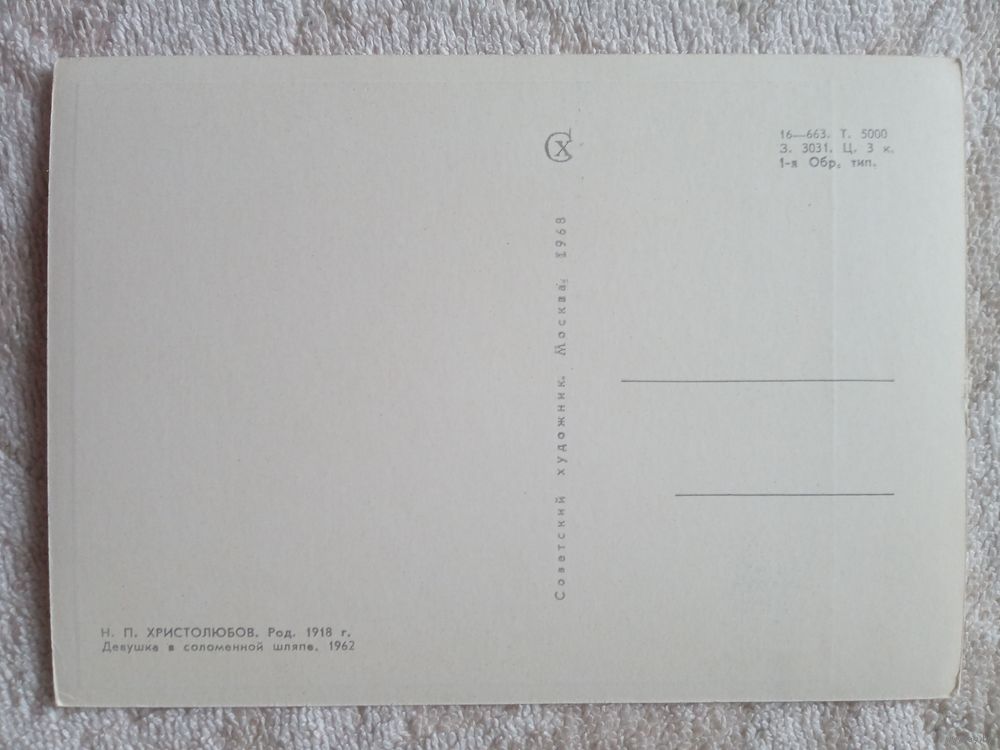 СХ
16—663. Т. 5000
З. 3031. Ц. 3 к.
1-я Обр. тип.
Советский художник. Москва. 1968
Н. П. ХРИСТОЛЮБОВ. Род. 1918 г.
Девушка в соломенной шляпе. 1962